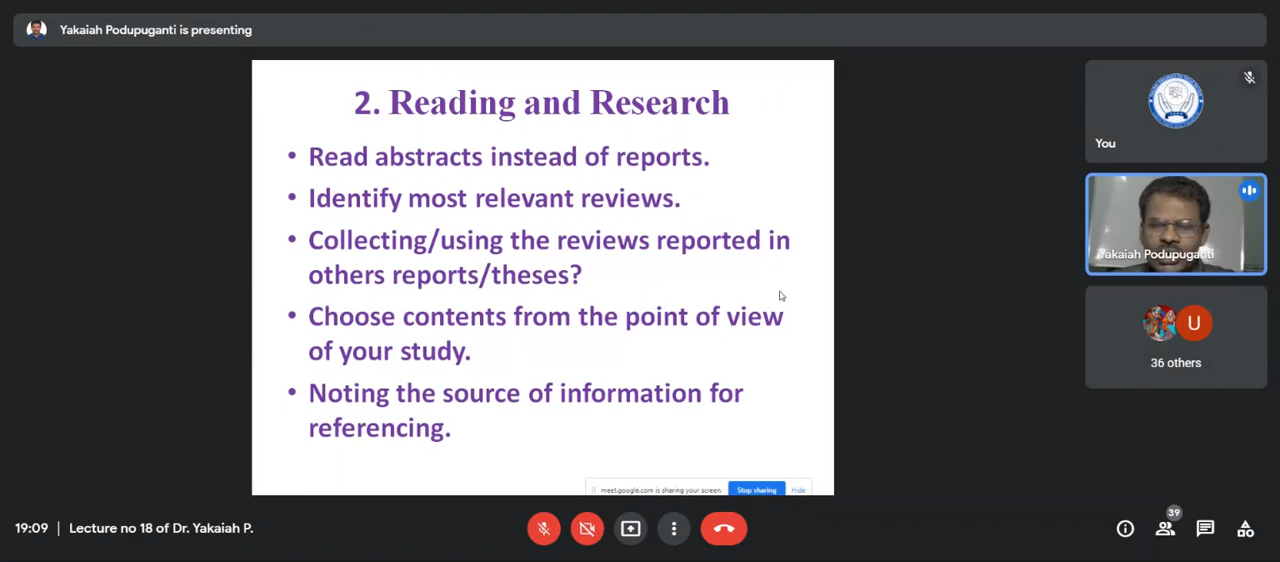 Yakaiah Podupuganti is presenting
2. Reading and Research
• Read abstracts instead of reports.
• Identify most relevant reviews.
• Collecting/using the reviews reported in
others reports/theses?
• Choose contents from the point of view
of your study.
• Noting the source of information for
referencing.
meet.google.com is sharing your screen.
Stop sharing
Hide
You
Yakaiah Podupuganti
U
36 others
19:09 | Lecture no 18 of Dr. Yakaiah P.
39